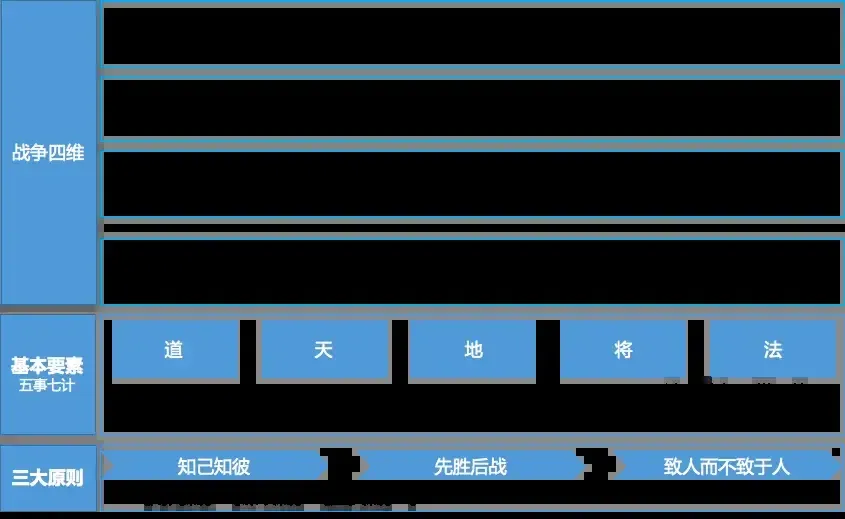 战争四维
基本要素
五事七计
道
天
地
将
法
三大原则
知己知彼
先胜后战
致人而不致于人